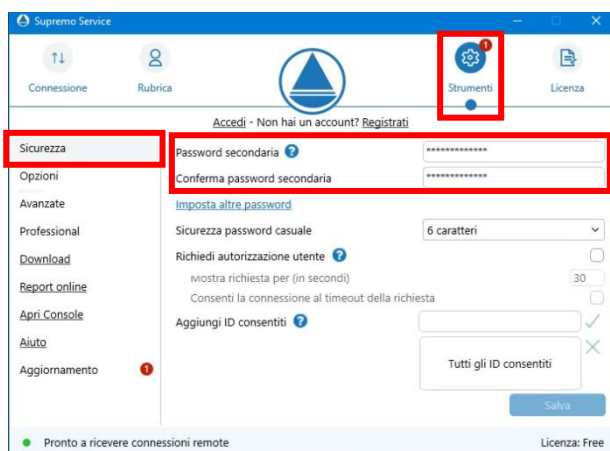 Supremo Service
Connessione
Rubrica
Strumenti
1
Licenza
Accedi - Non hai un account? Registrati
Sicurezza
Opzioni
Avanzate
Professional
Download
Report online
Apri Console
Aiuto
Aggiornamento 1
Password secondaria ? *************
Conferma password secondaria *************
Imposta altre password
Sicurezza password casuale 6 caratteri
Richiedi autorizzazione utente ?
Mostra richiesta per (in secondi) 30
Consenti la connessione al timeout della richiesta
Aggiungi ID consentiti ?
Tutti gli ID consentiti
Salva
Pronto a ricevere connessioni remote
Licenza: Free